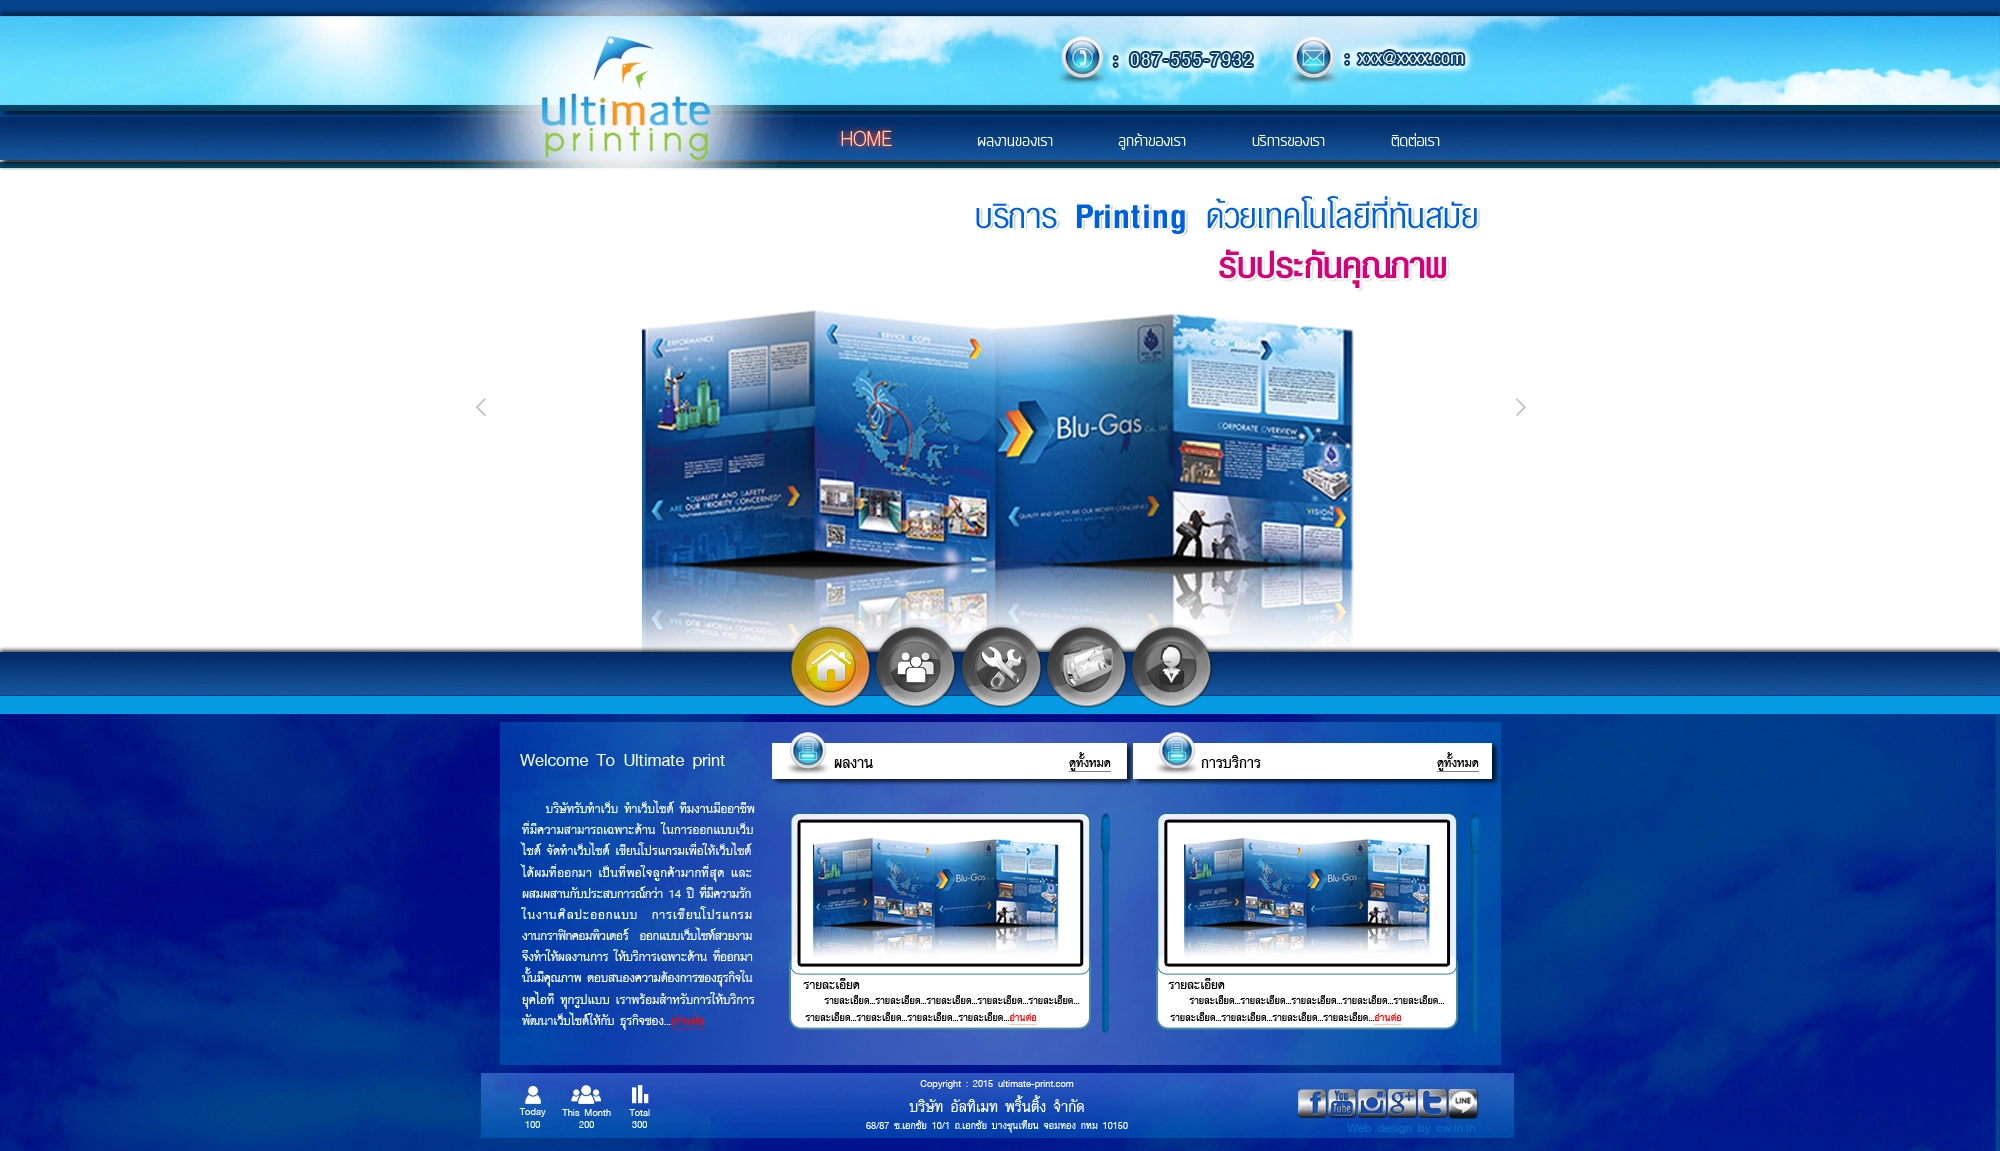 ultimate
printing
: 087-555-7932
: xxx@xxxx.com
HOME
ผลงานของเรา
ลูกค้าของเรา
บริการของเรา
ติดต่อเรา
บริการ Printing ด้วยเทคโนโลยีที่ทันสมัย
รับประกันคุณภาพ
SERVICE SCOPE
Blu-Gas Co., Ltd.
CORPORATE OVERVIEW
"QUALITY AND SAFETY
ARE OUR PRIORITY CONCERNED"
QUALITY AND SAFETY ARE OUR PRIORITY CONCERNED
VISION
Welcome To Ultimate print
บริษัทรับทำเว็บ ทำเว็บไซต์ ทีมงานมืออาชีพ
ที่มีความสามารถเฉพาะด้าน ในการออกแบบเว็บ
ไซต์ จัดทำเว็บไซต์ เขียนโปรแกรมเพื่อให้เว็บไซต์
ได้ผมที่ออกมา เป็นที่พอใจลูกค้ามากที่สุด และ
ผสมผสานกับประสบการณ์กว่า 14 ปี ที่มีความรัก
ในงานศิลปะออกแบบ การเขียนโปรแกรม
งานกราฟิกคอมพิวเตอร์ ออกแบบเว็บไซท์สวยงาม
จึงทำให้ผลงานการ ให้บริการเฉพาะด้าน ที่ออกมา
นั้นมีคุณภาพ ตอบสนองความต้องการของธุรกิจใน
ยุคไอที ทุกรูปแบบ เราพร้อมสำหรับการให้บริการ
พัฒนาเว็บไซต์ให้กับ ธุรกิจของ...อ่านต่อ
ผลงาน
ดูทั้งหมด
Blu-Gas
รายละเอียด
รายละเอียด...รายละเอียด...รายละเอียด...รายละเอียด...รายละเอียด...
รายละเอียด...รายละเอียด...รายละเอียด...รายละเอียด...อ่านต่อ
การบริการ
ดูทั้งหมด
Blu-Gas
รายละเอียด
รายละเอียด...รายละเอียด...รายละเอียด...รายละเอียด...รายละเอียด...
รายละเอียด...รายละเอียด...รายละเอียด...รายละเอียด...อ่านต่อ
Today
100
This Month
200
Total
300
Copyright : 2015 ultimate-print.com
บริษัท อัลทิเมท พริ้นติ้ง จำกัด
68/87 ซ.เอกชัย 10/1 ถ.เอกชัย บางขุนเทียน จอมทอง กทม 10150
You
Tube
LINE
Web design by cw.in.th